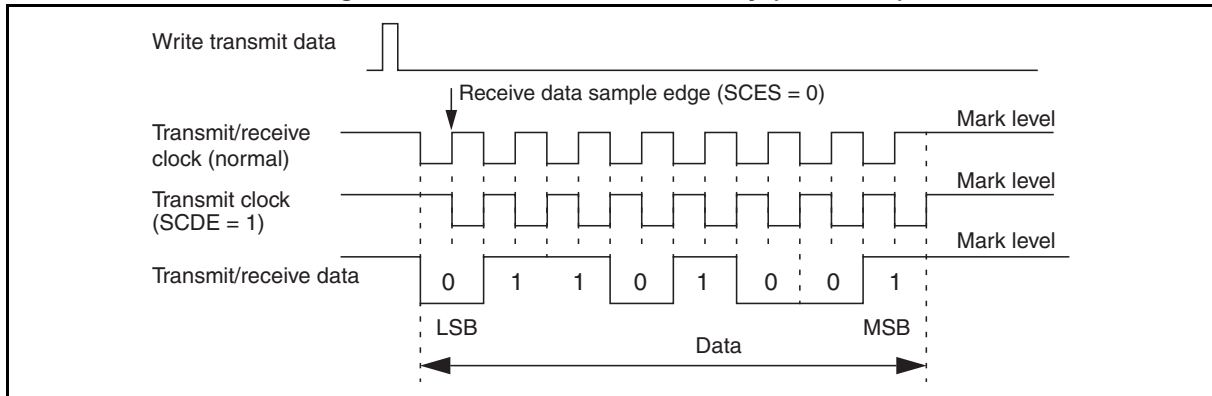 Write transmit data
Receive data sample edge (SCES = 0)
Mark level
Transmit/receive
clock (normal)
Mark level
Transmit clock
(SCDE = 1)
Mark level
Transmit/receive data
0 1 1 0 1 0 0 1
LSB MSB
Data